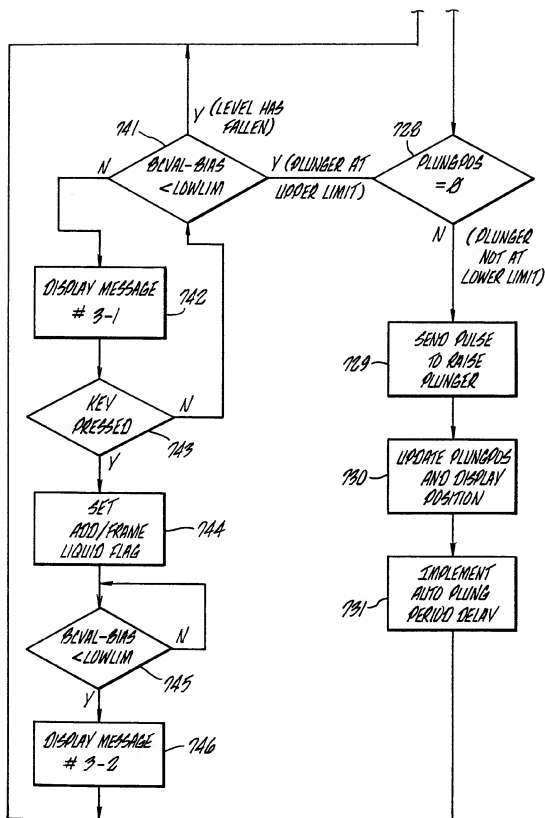 Y (LEVEL HAS
FALLEN)
741
BCVAL-BIAS
<LOWLIM
N
Y (PLUNGER AT
UPPER LIMIT)
728
PLUNGPOS
=0
N
(PLUNGER
NOT AT
LOWER LIMIT)
DISPLAY MESSAGE
# 3-1
742
SEND PULSE
TO RAISE
PLUNGER
729
KEY
PRESSED
N
743
Y
UPDATE PLUNGPOS
AND DISPLAY
POSITION
730
SET
ADD/FRAME
LIQUID FLAG
744
IMPLEMENT
AUTO PLUNG
PERIOD DELAY
731
BCVAL-BIAS
<LOWLIM
N
745
Y
DISPLAY MESSAGE
# 3-2
746